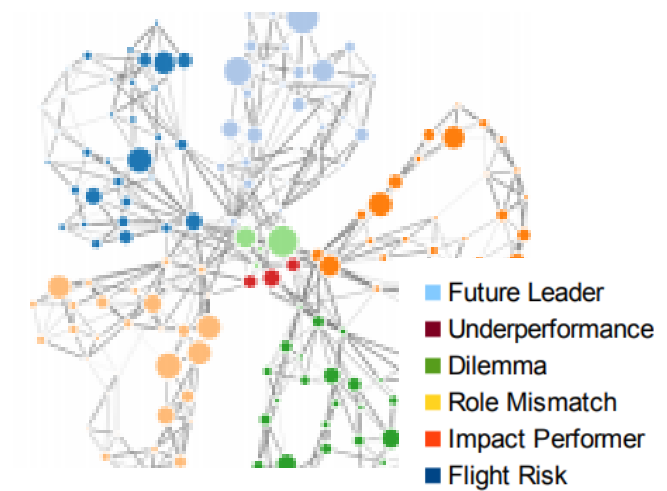 Future Leader
Underperformance
Dilemma
Role Mismatch
Impact Performer
Flight Risk